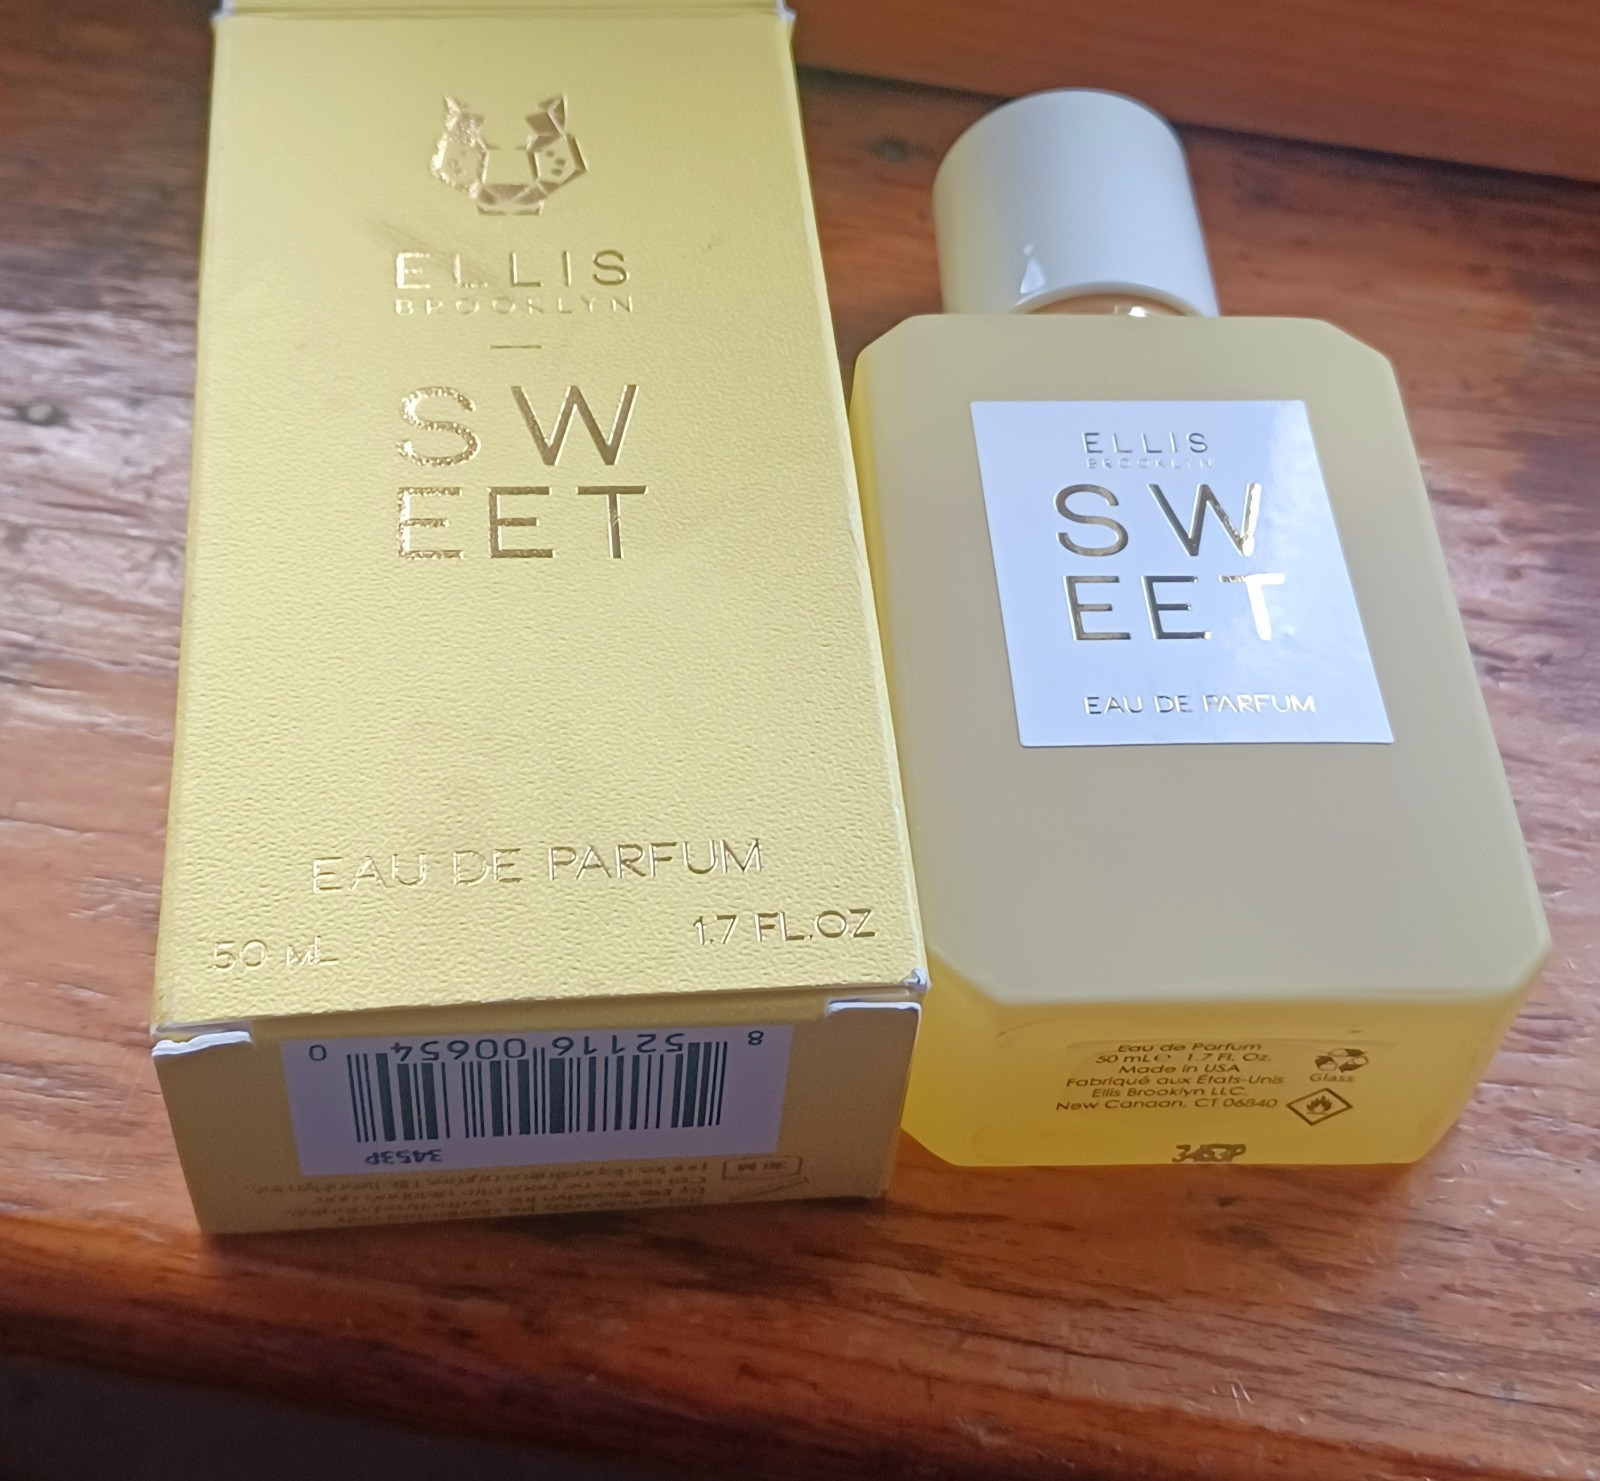 ELLIS
BROOKLYN
SW
EET
EAU DE PARFUM
50 mL
1.7 FL.OZ
8 52116 00654 0
3453P
ELLIS
BROOKLYN
SW
EET
EAU DE PARFUM
Eau de Parfum
50 mL e 1.7 Fl. Oz.
Made in USA
Fabriqué aux États-Unis
Ellis Brooklyn LLC.
New Canaan, CT 06840
Glass
3453P